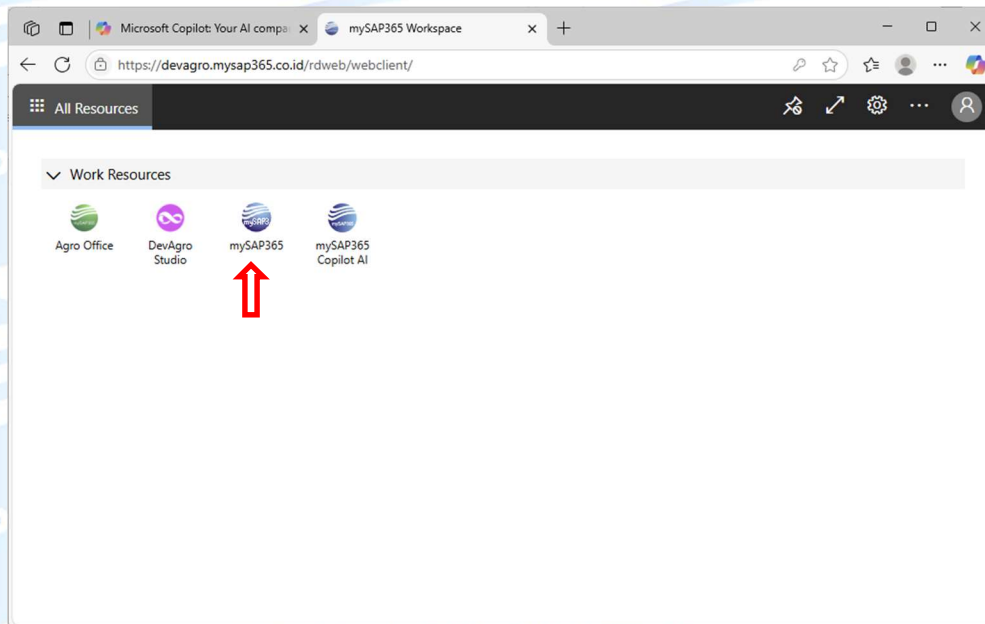 Microsoft Copilot: Your AI compa
mySAP365 Workspace
https://devagro.mysap365.co.id/rdweb/webclient/
All Resources
Work Resources
Agro Office
DevAgro
Studio
mySAP365
mySAP365
Copilot AI